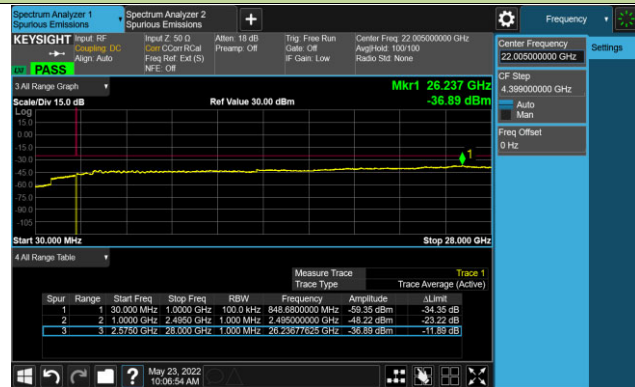 Spectrum Analyzer 1
Spurious Emissions
Spectrum Analyzer 2
Spurious Emissions
+
Frequency
KEYSIGHT
Input: RF
Coupling: DC
Align: Auto
Input Z: 50 Ω
Corr CCorr RCal
Freq Ref: Ext (S)
NFE: Off
Atten: 18 dB
Preamp: Off
Trig: Free Run
Gate: Off
IF Gain: Low
Center Freq: 22.005000000 GHz
Avg|Hold: 100/100
Radio Std: None
PASS
Center Frequency
22.005000000 GHz
Settings
CF Step
4.399000000 GHz
Auto
Man
Freq Offset
0 Hz
3 All Range Graph
Mkr1 26.237 GHz
Scale/Div 15.0 dB
Ref Value 30.00 dBm
-36.89 dBm
Log
15.0
0.00
-15.0
-30.0
-45.0
-60.0
-75.0
-90.0
-105
1
Start 30.000 MHz
Stop 28.000 GHz
4 All Range Table
Measure Trace Trace 1
Trace Type Trace Average (Active)
Spur Range Start Freq Stop Freq RBW Frequency Amplitude ΔLimit
1 1 30.000 MHz 1.0000 GHz 100.0 kHz 848.6800000 MHz -59.35 dBm -34.35 dB
2 2 1.0000 GHz 2.4950 GHz 1.000 MHz 2.495000000 GHz -48.22 dBm -23.22 dB
3 3 2.5750 GHz 28.000 GHz 1.000 MHz 26.23677625 GHz -36.89 dBm -11.89 dB
?
May 23, 2022
10:06:54 AM